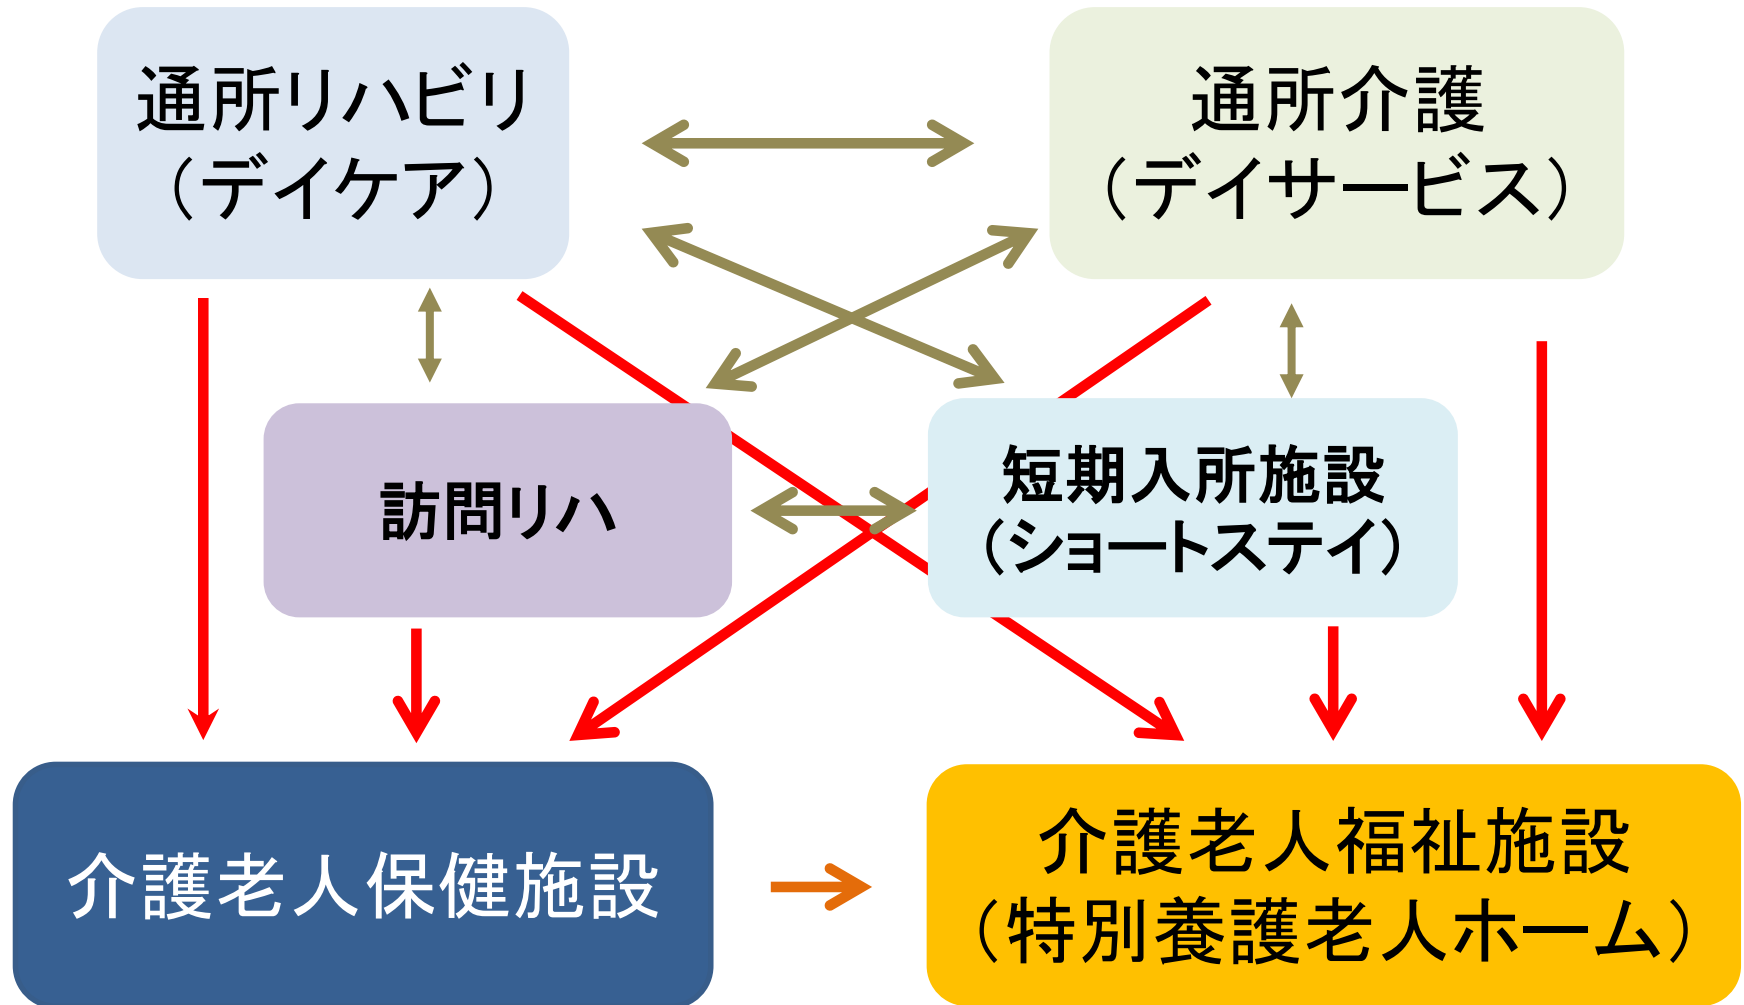 通所リハビリ
（デイケア）
通所介護
（デイサービス）
訪問リハ
短期入所施設
（ショートステイ）
介護老人保健施設
介護老人福祉施設
（特別養護老人ホーム）